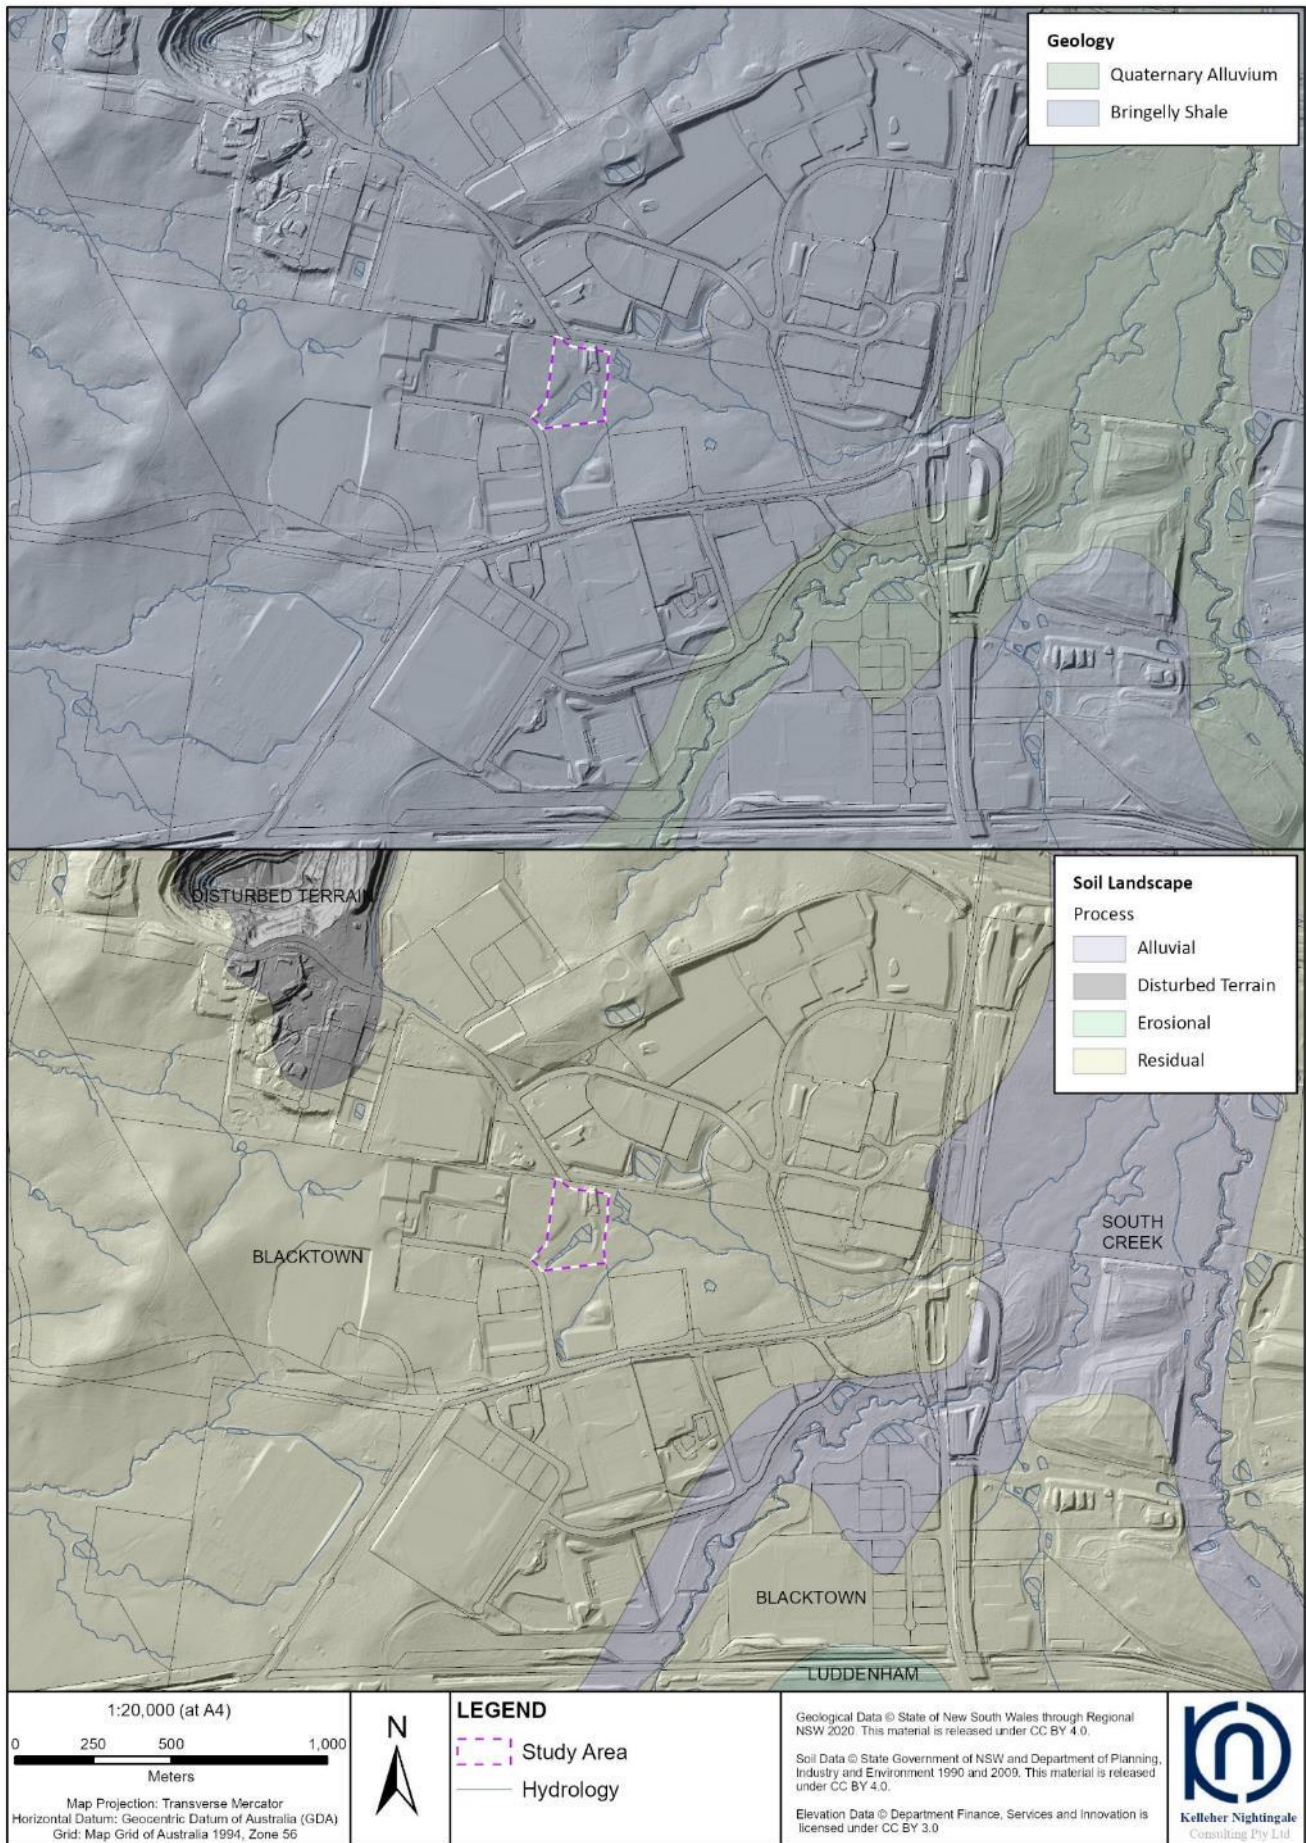 Geology
Quaternary Alluvium
Bringelly Shale
Soil Landscape
Process
Alluvial
Disturbed Terrain
Erosional
Residual
DISTURBED TERRAIN
SOUTH
CREEK
BLACKTOWN
BLACKTOWN
LUDDENHAM
1:20,000 (at A4)
0 250 500 1,000
Meters
Map Projection: Transverse Mercator
Horizontal Datum: Geocentric Datum of Australia (GDA)
Grid: Map Grid of Australia 1994, Zone 56
N
LEGEND
Study Area
Hydrology
Geological Data © State of New South Wales through Regional
NSW 2020. This material is released under CC BY 4.0.
Soil Data © State Government of NSW and Department of Planning,
Industry and Environment 1990 and 2009. This material is released
under CC BY 4.0.
Elevation Data © Department Finance, Services and Innovation is
licensed under CC BY 3.0
Kelleher Nightingale
Consulting Pty Ltd